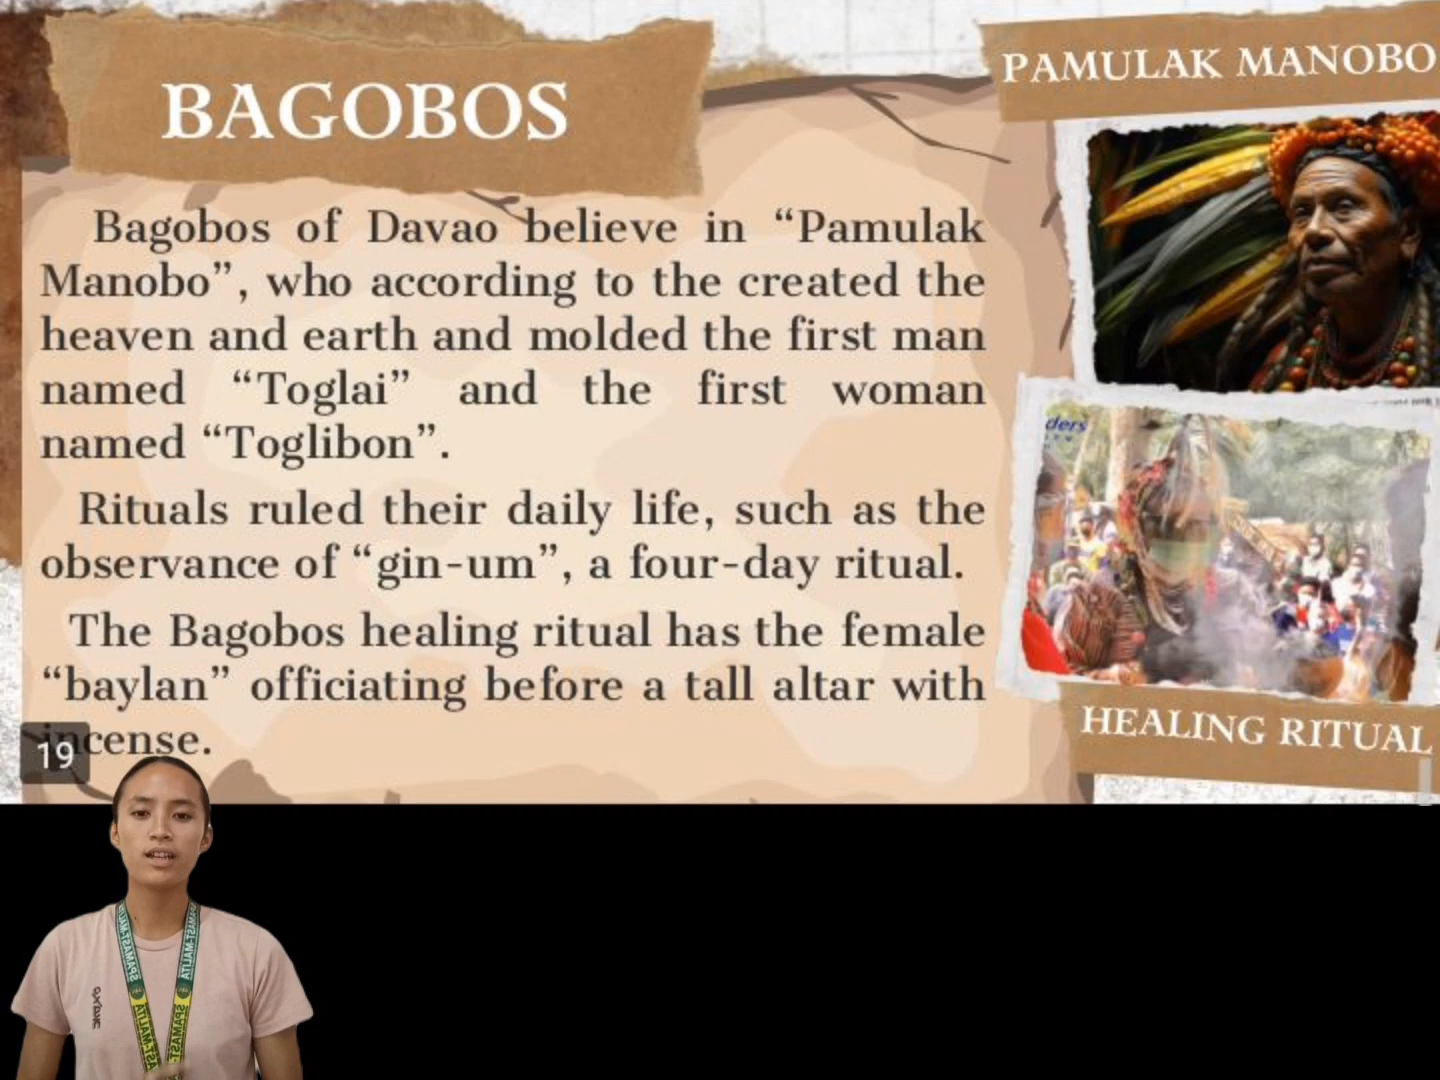 BAGOBOS
Bagobos of Davao believe in “Pamulak
Manobo”, who according to the created the
heaven and earth and molded the first man
named “Toglai” and the first woman
named “Toglibon”.
Rituals ruled their daily life, such as the
observance of “gin-um”, a four-day ritual.
The Bagobos healing ritual has the female
“baylan” officiating before a tall altar with
incense.
19
PAMULAK MANOBO
ders
HEALING RITUAL
SPAMAST-MALALITA